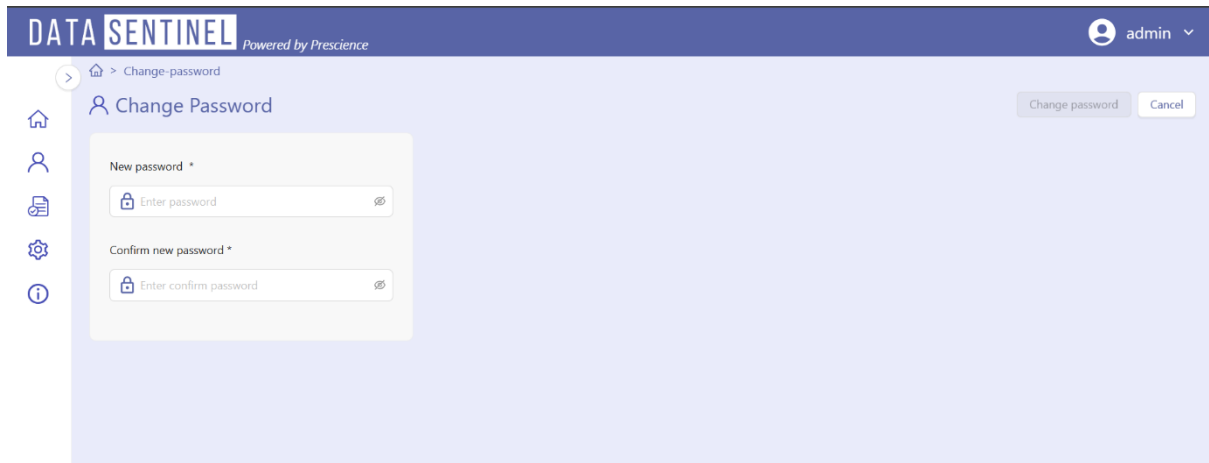 DATA SENTINEL Powered by Prescience
admin
> Change-password
Change Password
Change password
Cancel
New password *
Enter password
Confirm new password *
Enter confirm password